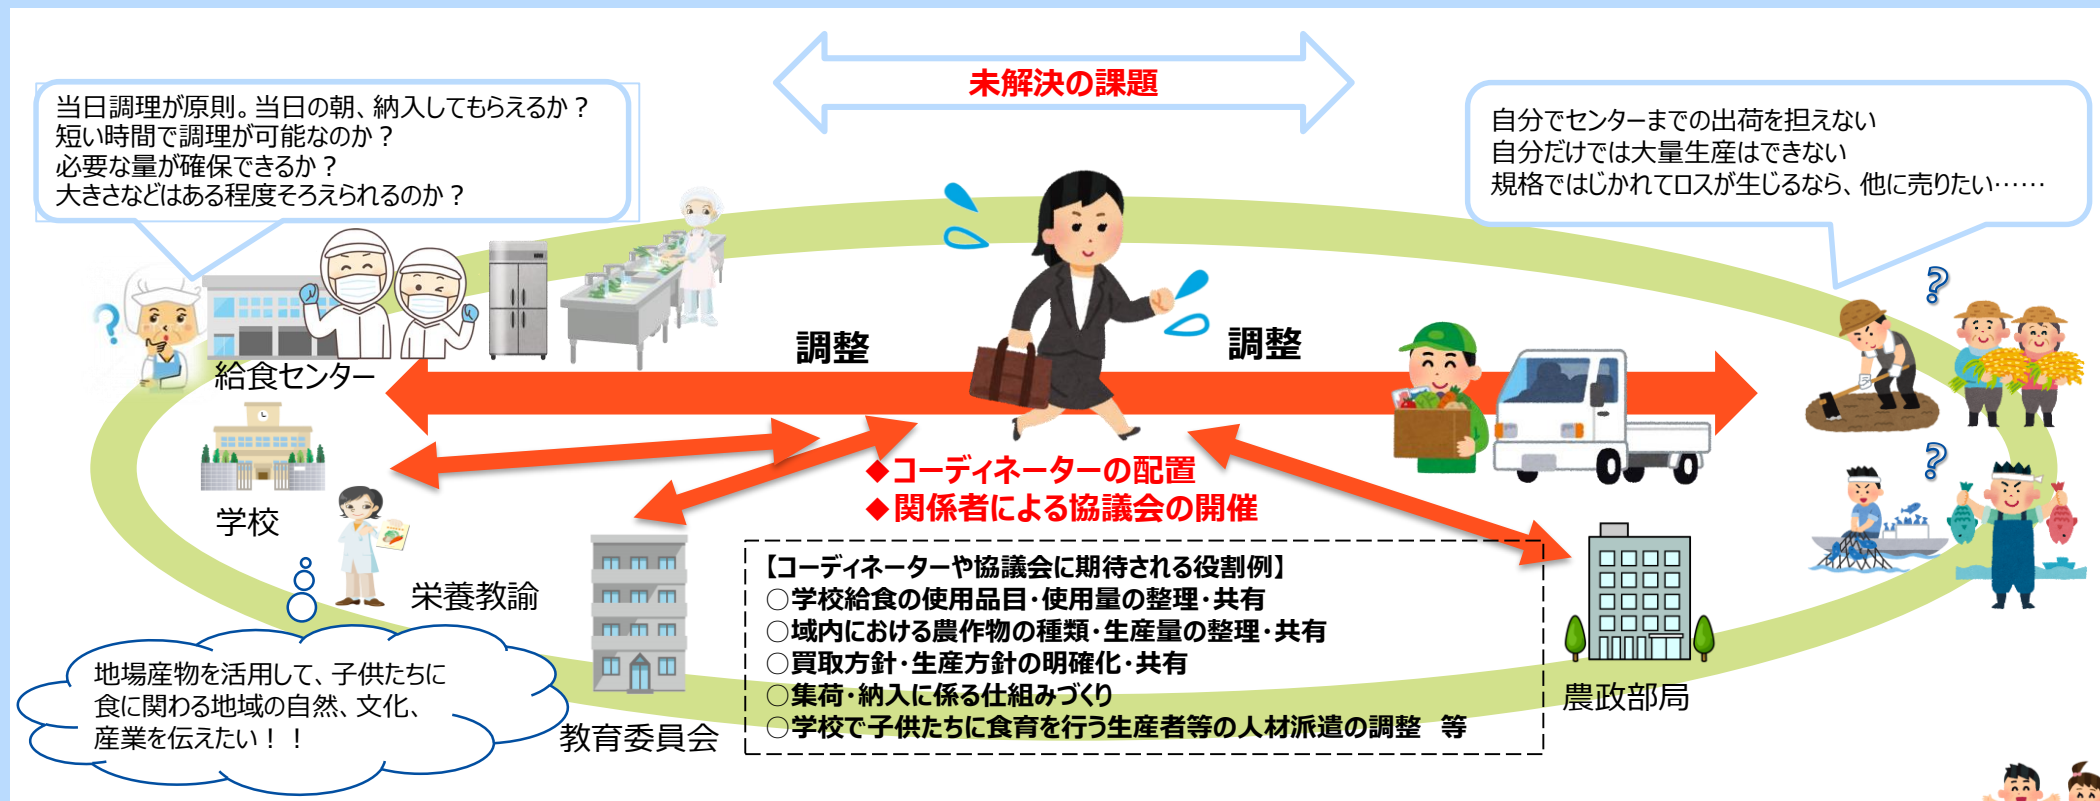 未解決の課題
当日調理が原則。当日の朝、納入してもらえるか？
短い時間で調理が可能なのか？
必要な量が確保できるか？
大きさなどはある程度そろえられるのか？
自分でセンターまでの出荷を担えない
自分だけでは大量生産はできない
規格ではじかれてロスが生じるなら、他に売りたい……
?
?
?
調整
調整
給食センター
学校
栄養教諭
◆コーディネーターの配置
◆関係者による協議会の開催
【コーディネーターや協議会に期待される役割例】
○学校給食の使用品目・使用量の整理・共有
○域内における農作物の種類・生産量の整理・共有
○買取方針・生産方針の明確化・共有
○集荷・納入に係る仕組みづくり
○学校で子供たちに食育を行う生産者等の人材派遣の調整　等
地場産物を活用して、子供たちに
食に関わる地域の自然、文化、
産業を伝えたい！！
教育委員会
農政部局